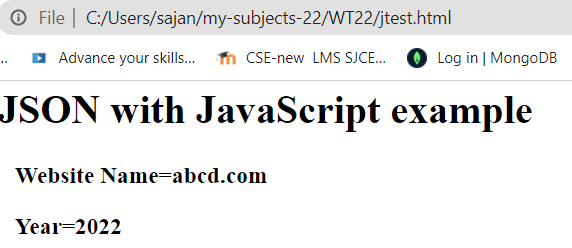 File | C:/Users/sajan/my-subjects-22/WT22/jtest.html
.. Advance your skills... CSE-new LMS SJCE... Log in | MongoDB
JSON with JavaScript example
Website Name=abcd.com
Year=2022